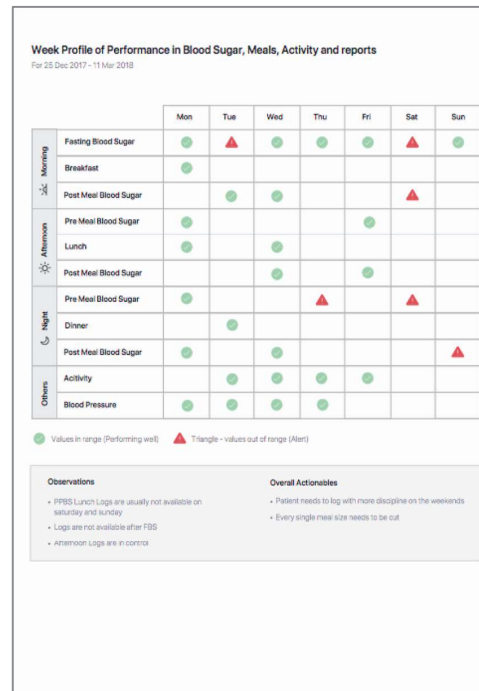 Week Profile of Performance in Blood Sugar, Meals, Activity and reports
For 25 Dec 2017 - 11 Mar 2018
Mon Tue Wed Thu Fri Sat Sun
Morning
Fasting Blood Sugar
Breakfast
Post Meal Blood Sugar
Afternoon
Pre Meal Blood Sugar
Lunch
Post Meal Blood Sugar
Night
Pre Meal Blood Sugar
Dinner
Post Meal Blood Sugar
Others
Acitivity
Blood Pressure
Values in range (Performing well) Triangle - values out of range (Alert)
Observations
• PPBS Lunch Logs are usually not available on
saturday and sunday
• Logs are not available after FBS
• Afternoon Logs are in control
Overall Actionables
• Patient needs to log with more discipline on the weekends
• Every single meal size needs to be cut